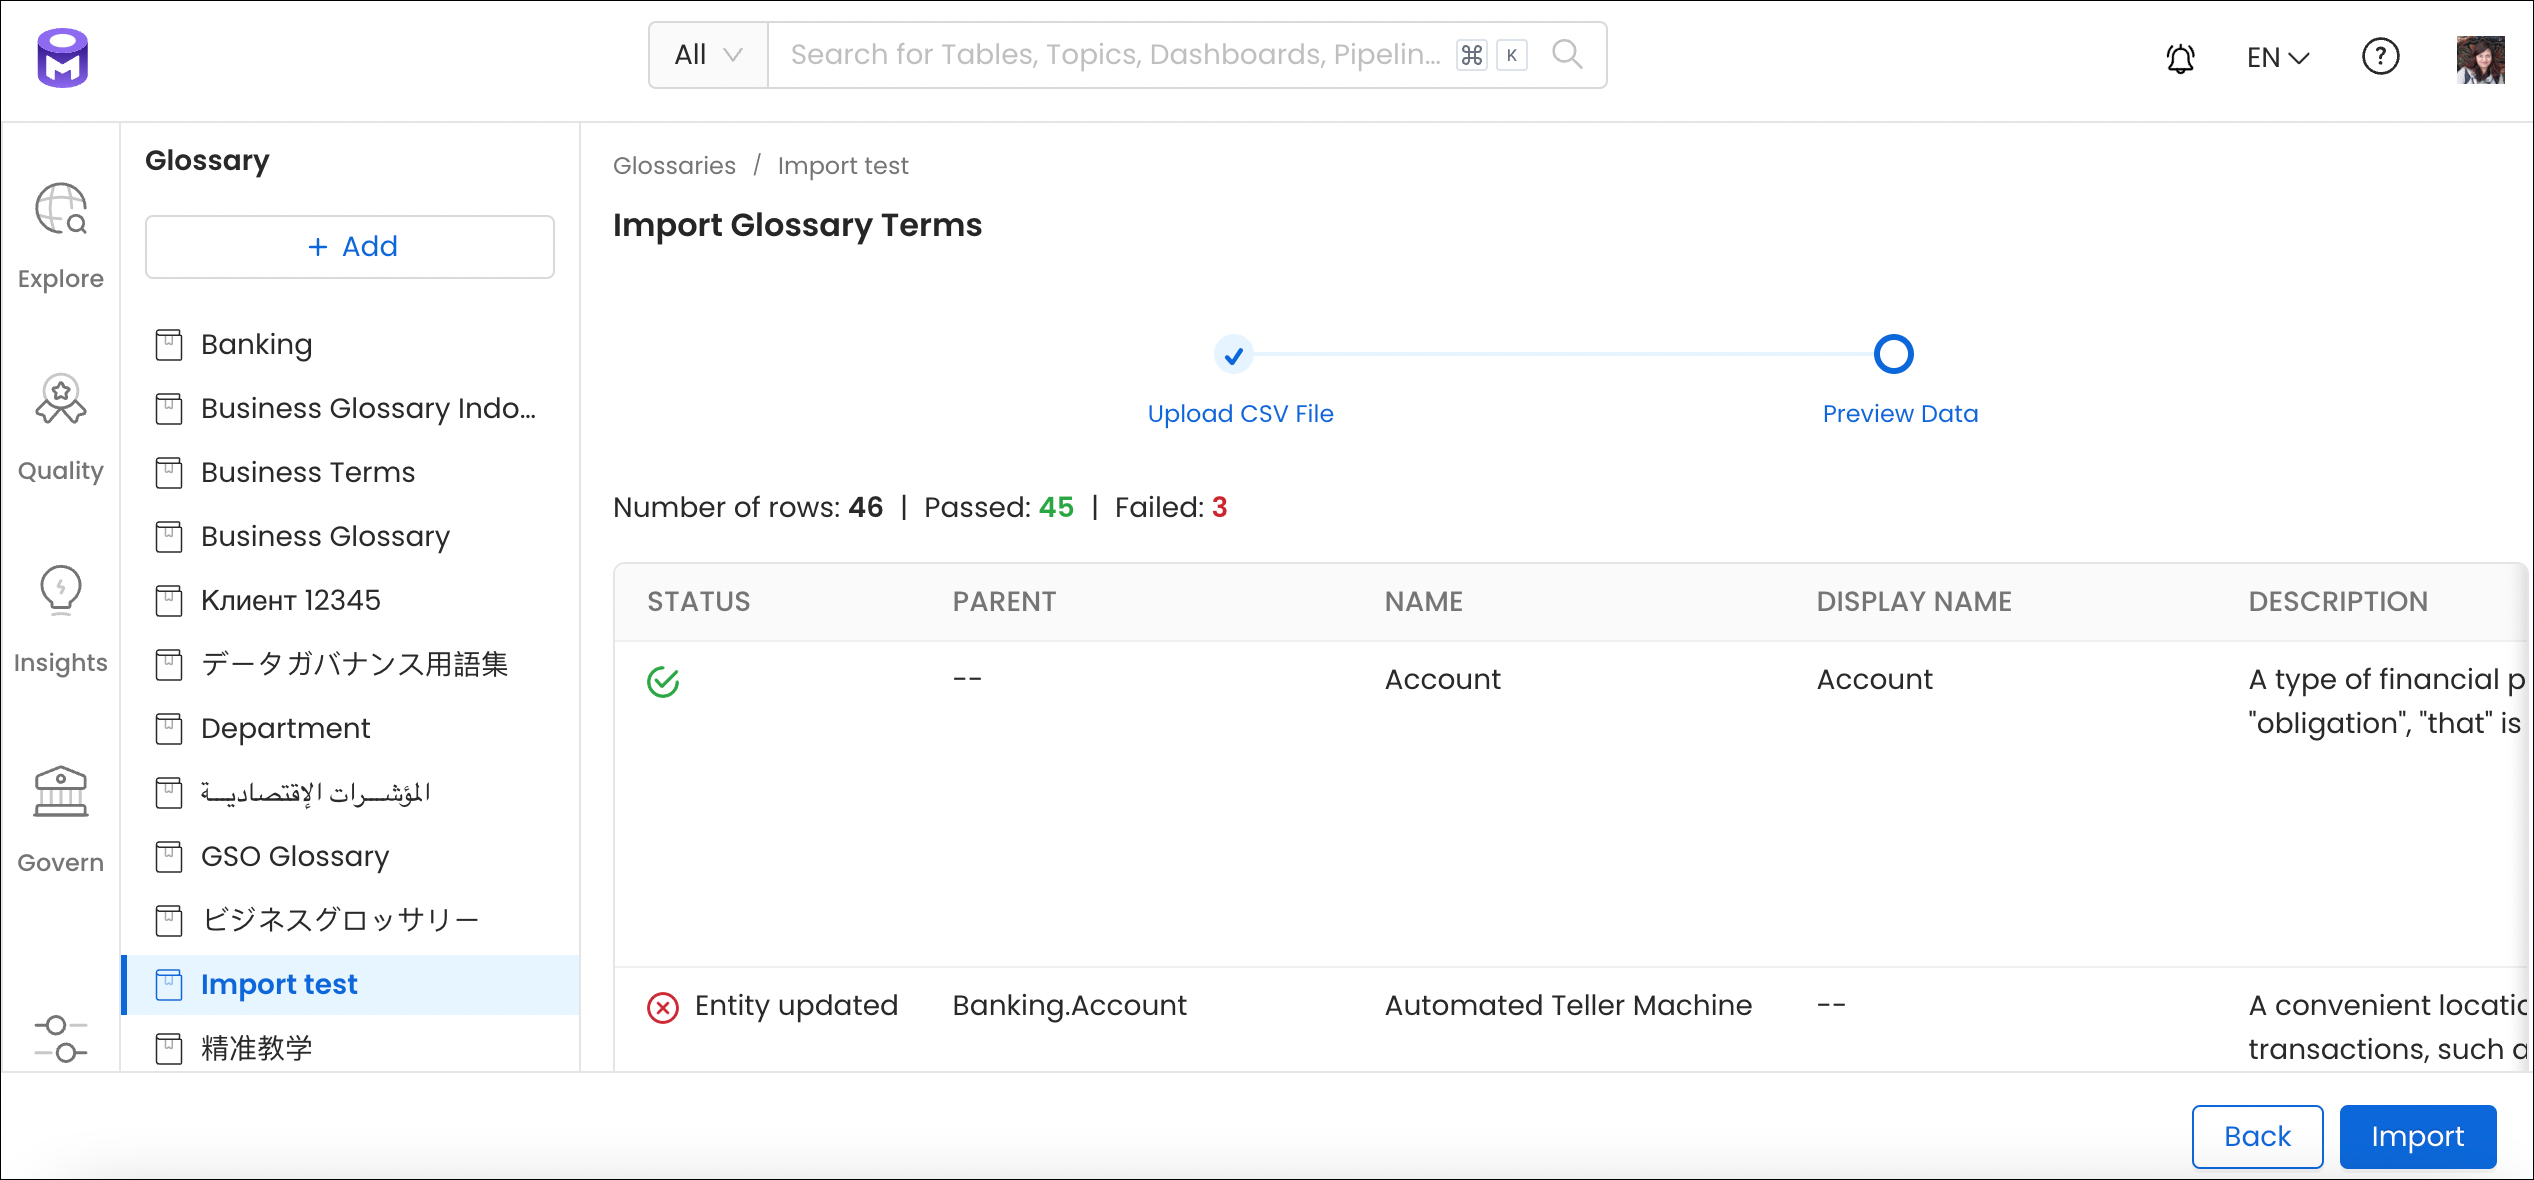 All
Search for Tables, Topics, Dashboards, Pipelin...
⌘ K
EN
Explore
Quality
Insights
Govern
Glossary
+ Add
Banking
Business Glossary Indo...
Business Terms
Business Glossary
Клиент 12345
データガバナンス用語集
Department
المؤشـــرات الإقتصاديـــة
GSO Glossary
ビジネスグロッサリー
Import test
精准教学
Glossaries / Import test
Import Glossary Terms
Upload CSV File
Preview Data
Number of rows: 46 | Passed: 45 | Failed: 3
STATUS PARENT NAME DISPLAY NAME DESCRIPTION
-- Account Account A type of financial p
"obligation", "that" is
Entity updated Banking.Account Automated Teller Machine -- A convenient locatio
transactions, such a
Back
Import